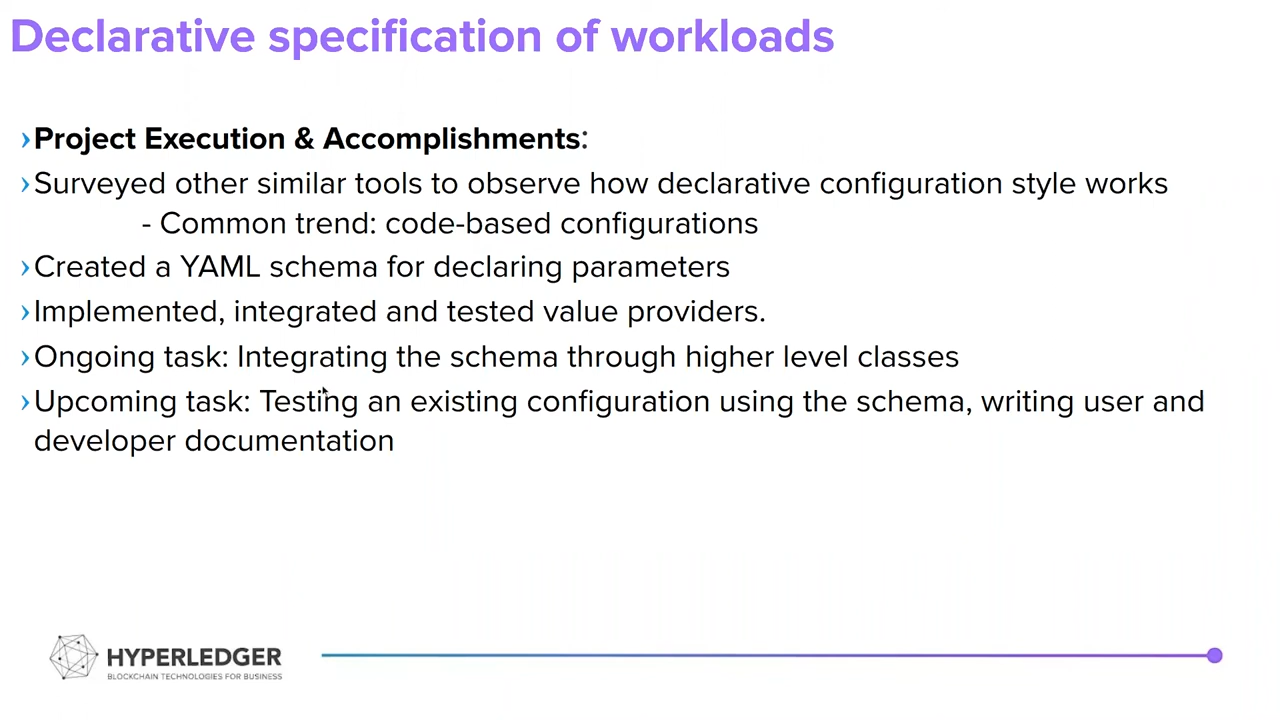 Declarative specification of workloads
›Project Execution & Accomplishments:
›Surveyed other similar tools to observe how declarative configuration style works
- Common trend: code-based configurations
›Created a YAML schema for declaring parameters
›Implemented, integrated and tested value providers.
›Ongoing task: Integrating the schema through higher level classes
›Upcoming task: Testing an existing configuration using the schema, writing user and
developer documentation
HYPERLEDGER
BLOCKCHAIN TECHNOLOGIES FOR BUSINESS